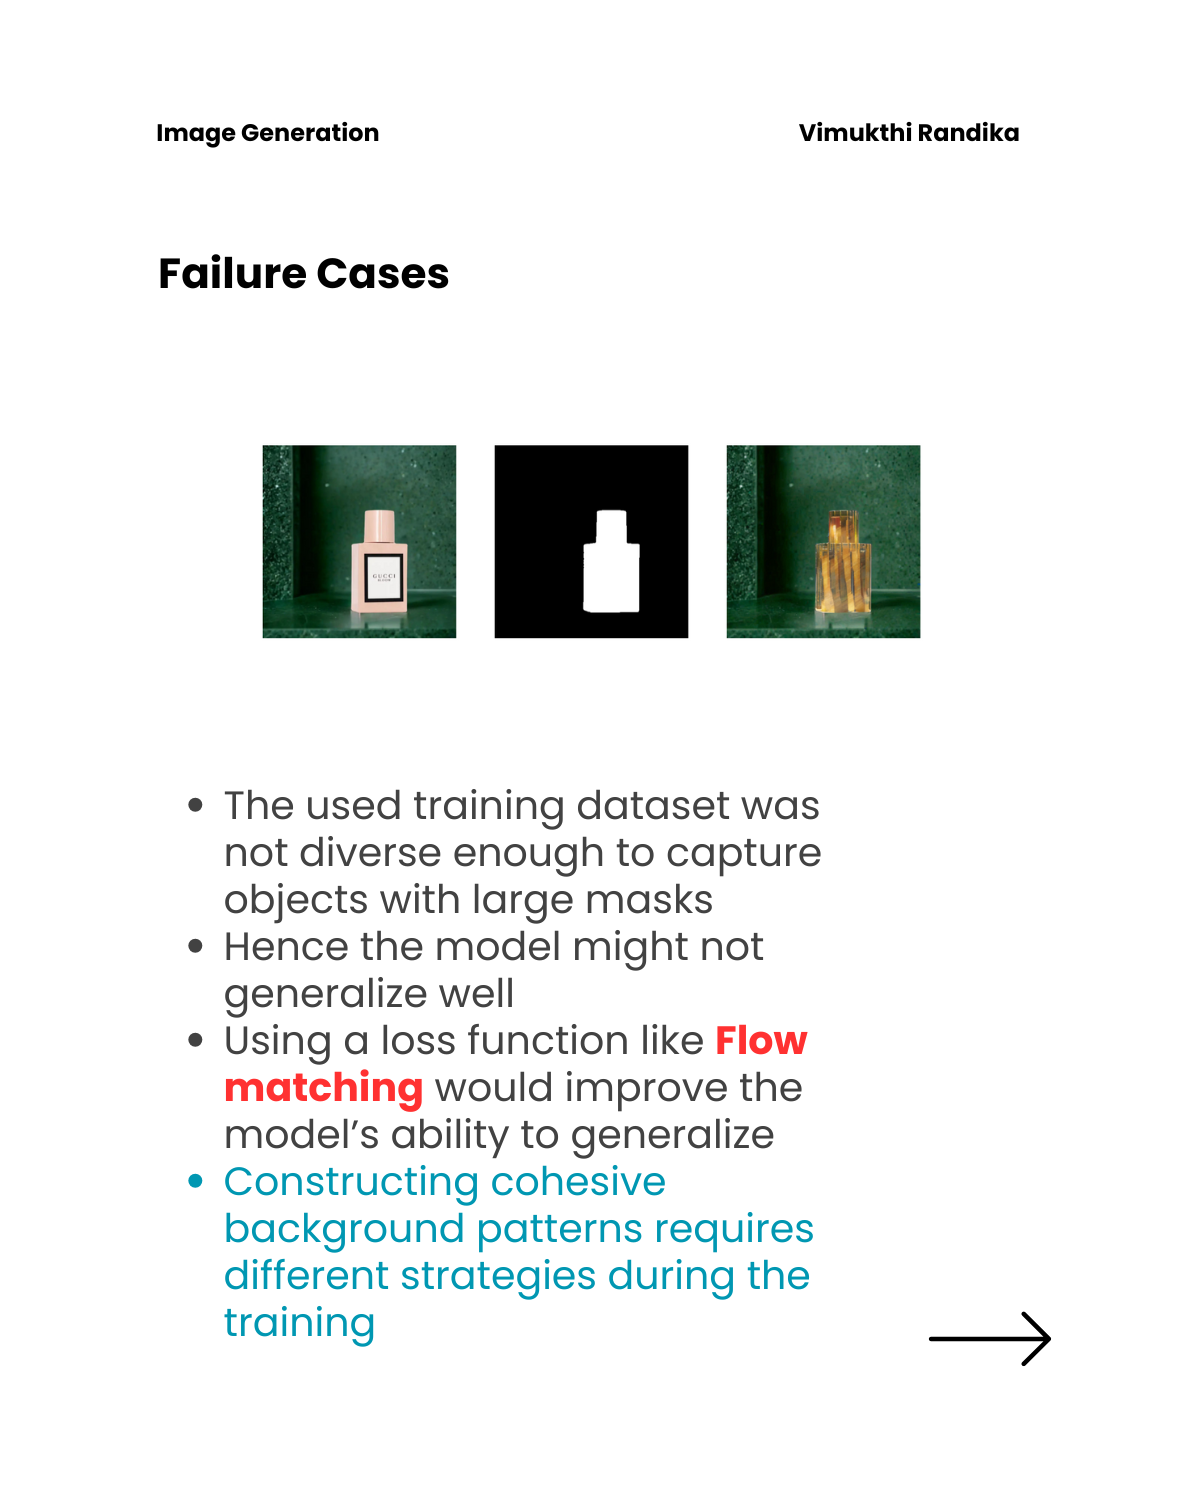 Image Generation
Vimukthi Randika
Failure Cases
GUCCI
BLOOM
The used training dataset was
not diverse enough to capture
objects with large masks
Hence the model might not
generalize well
Using a loss function like Flow
matching would improve the
model’s ability to generalize
Constructing cohesive
background patterns requires
different strategies during the
training